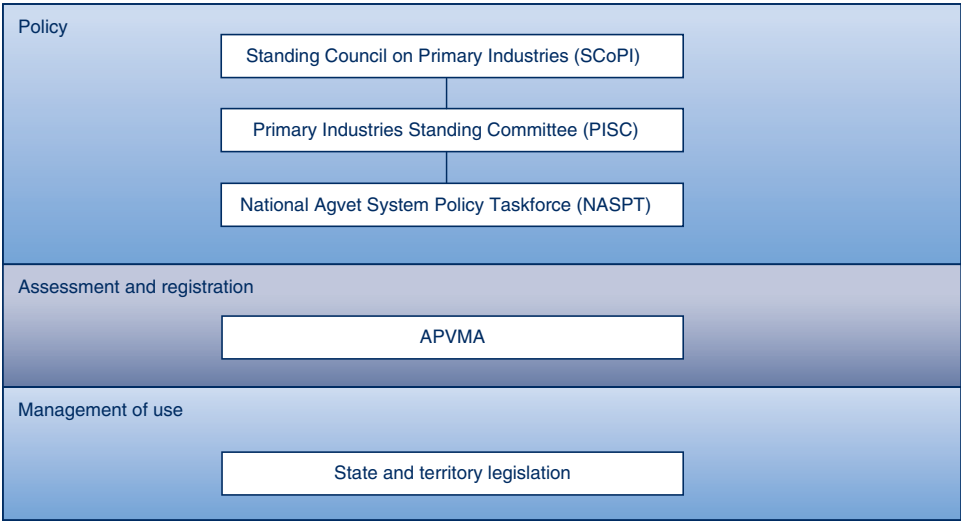 Policy
Standing Council on Primary Industries (SCoPI)
Primary Industries Standing Committee (PISC)
National Agvet System Policy Taskforce (NASPT)
Assessment and registration
APVMA
Management of use
State and territory legislation